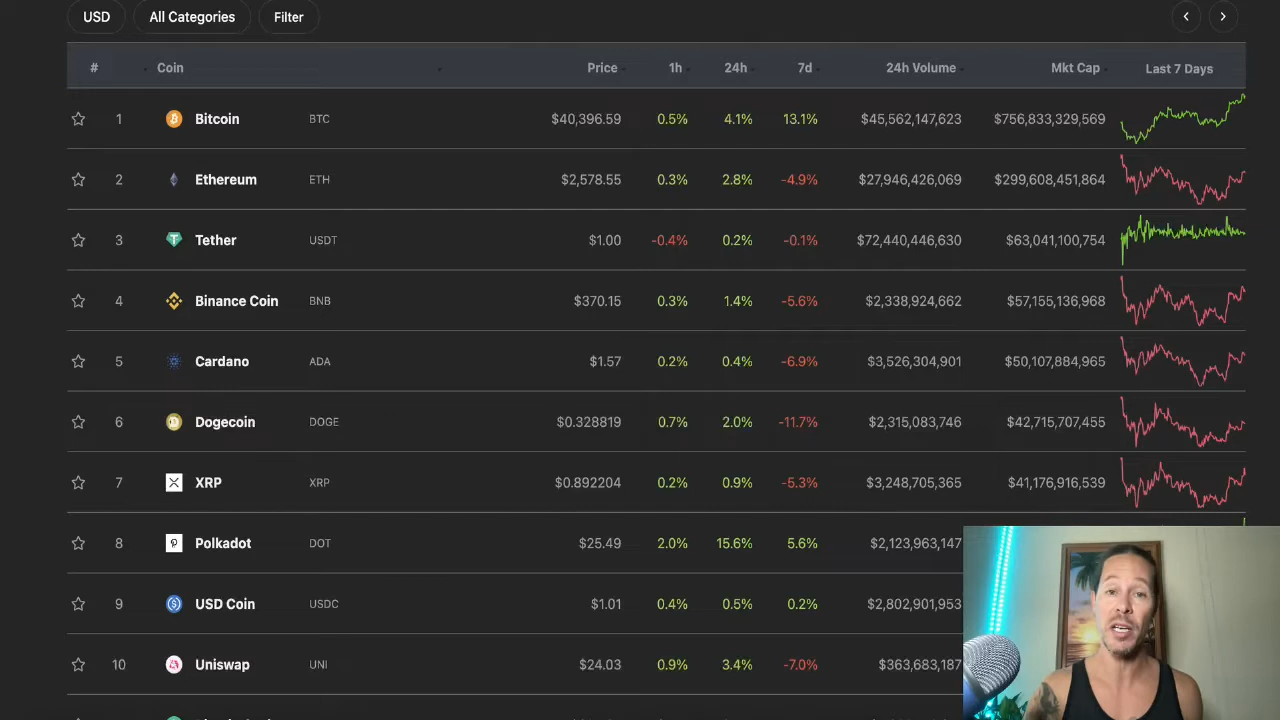 USD All Categories Filter
# Coin Price 1h 24h 7d 24h Volume Mkt Cap Last 7 Days
1 Bitcoin BTC $40,396.59 0.5% 4.1% 13.1% $45,562,147,623 $756,833,329,569
2 Ethereum ETH $2,578.55 0.3% 2.8% -4.9% $27,946,426,069 $299,608,451,864
3 Tether USDT $1.00 -0.4% 0.2% -0.1% $72,440,446,630 $63,041,100,754
4 Binance Coin BNB $370.15 0.3% 1.4% -5.6% $2,338,924,662 $57,155,136,968
5 Cardano ADA $1.57 0.2% 0.4% -6.9% $3,526,304,901 $50,107,884,965
6 Dogecoin DOGE $0.328819 0.7% 2.0% -11.7% $2,315,083,746 $42,715,707,455
7 XRP XRP $0.892204 0.2% 0.9% -5.3% $3,248,705,365 $41,176,916,539
8 Polkadot DOT $25.49 2.0% 15.6% 5.6% $2,123,963,147
9 USD Coin USDC $1.01 0.4% 0.5% 0.2% $2,802,901,953
10 Uniswap UNI $24.03 0.9% 3.4% -7.0% $363,683,187